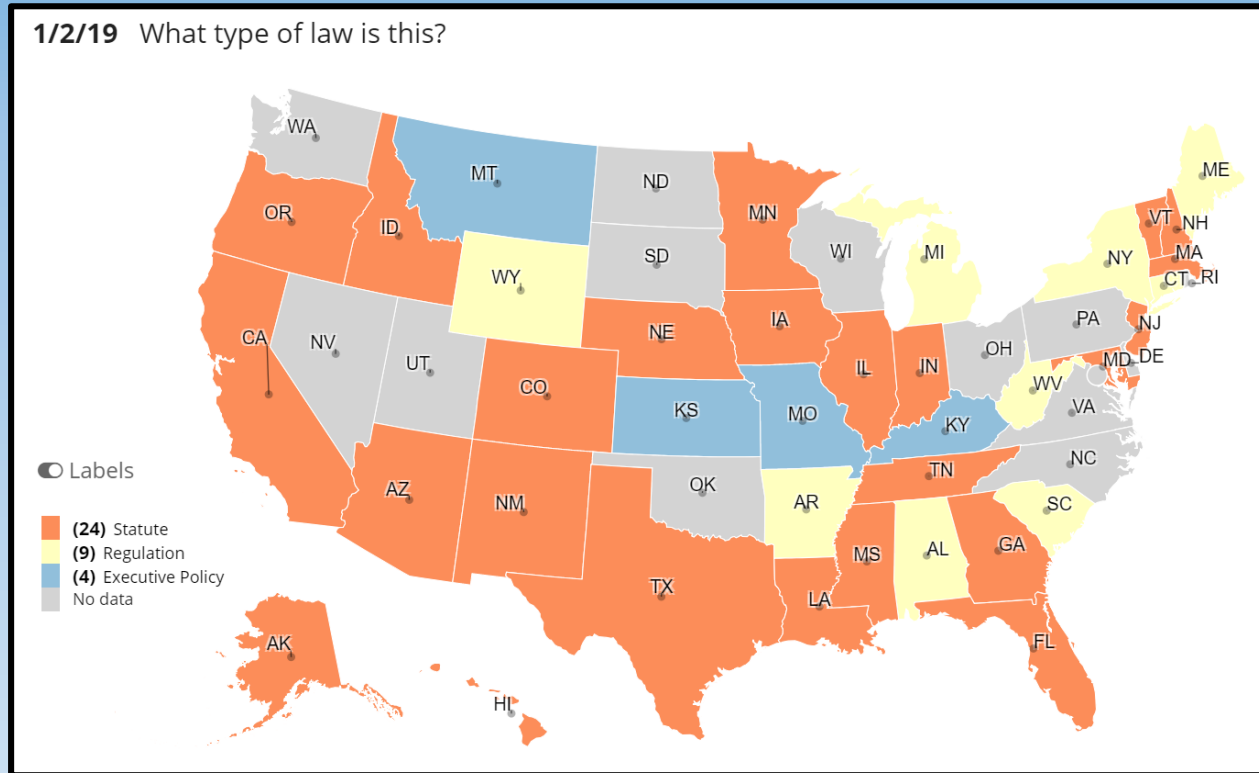 1/2/19 What type of law is this?
WA
MT
ND
MN
ME
OR
ID
SD
WI
MI
VT
NH
NY
MA
WY
CT
RI
NE
IA
PA
NJ
CA
NV
UT
IL
IN
OH
MD
DE
CO
WV
VA
KS
MO
KY
NC
TN
AZ
NM
OK
AR
SC
MS
AL
GA
TX
LA
FL
AK
HI
Labels
(24) Statute
(9) Regulation
(4) Executive Policy
No data